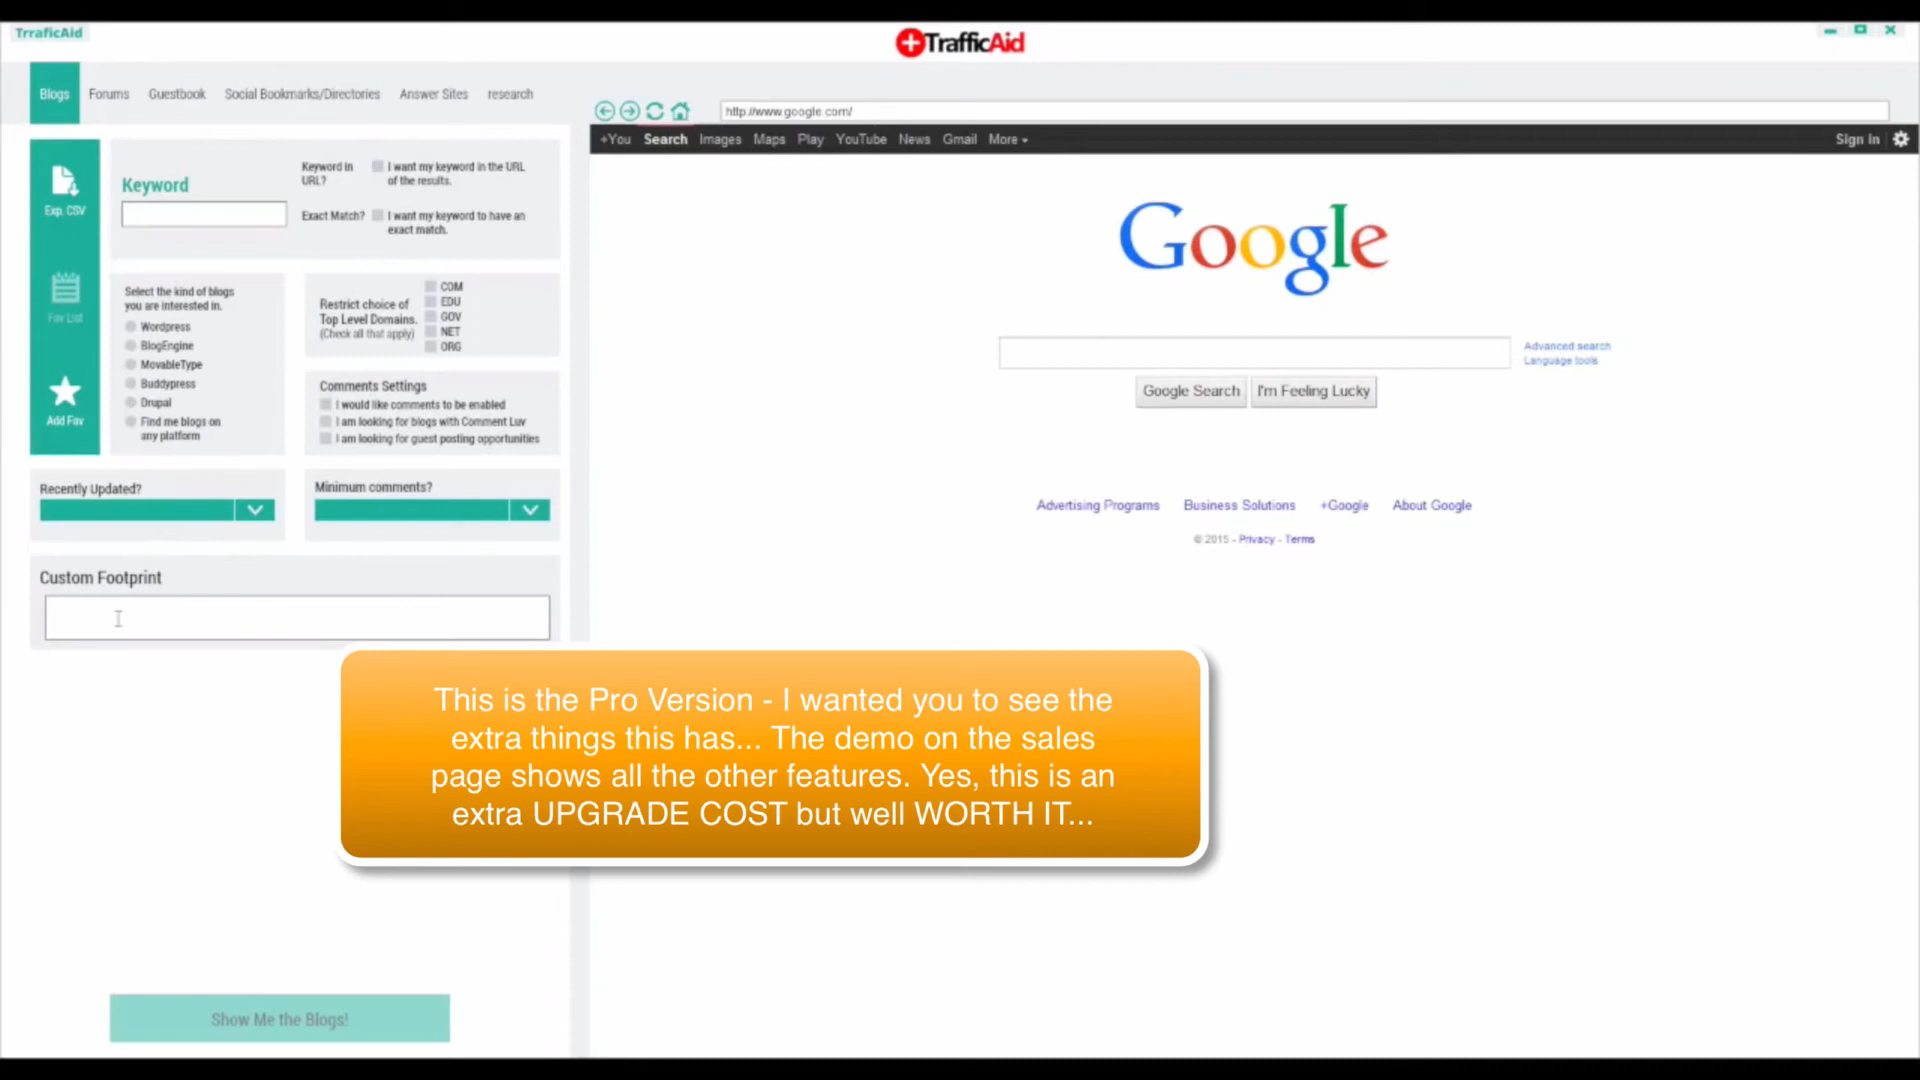 TrraficAid
TrafficAid
Blogs
Forums
Guestbook
Social Bookmarks/Directories
Answer Sites
research
http://www.google.com/
+You
Search
Images
Maps
Play
YouTube
News
Gmail
More
Sign in
Exp. CSV
Fav List
Add Fav
Keyword
Keyword in
URL?
I want my keyword in the URL
of the results.
Exact Match?
I want my keyword to have an
exact match.
Select the kind of blogs
you are interested in.
Wordpress
BlogEngine
MovableType
Buddypress
Drupal
Find me blogs on
any platform
Restrict choice of
Top Level Domains.
(Check all that apply)
COM
EDU
GOV
NET
ORG
Comments Settings
I would like comments to be enabled
I am looking for blogs with Comment Luv
I am looking for guest posting opportunities
Recently Updated?
Minimum comments?
Custom Footprint
Google
Advanced search
Language tools
Google Search
I'm Feeling Lucky
Advertising Programs
Business Solutions
+Google
About Google
© 2015 - Privacy - Terms
This is the Pro Version - I wanted you to see the
extra things this has... The demo on the sales
page shows all the other features. Yes, this is an
extra UPGRADE COST but well WORTH IT...
Show Me the Blogs!